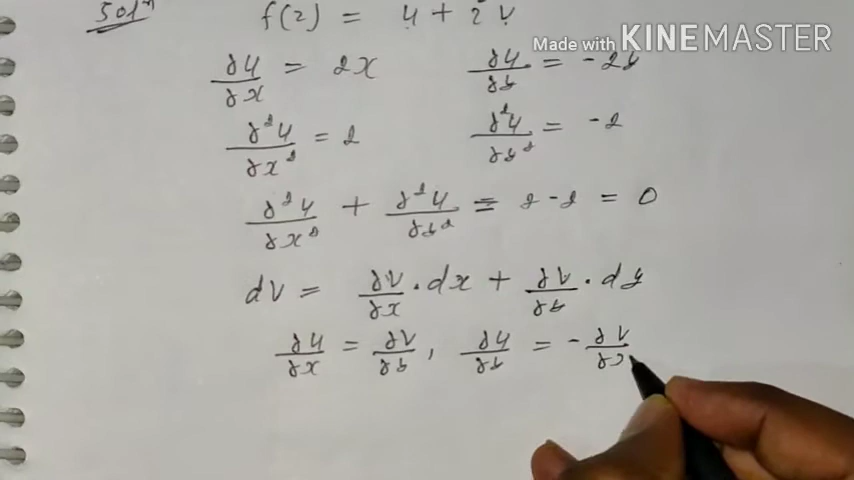 Solⁿ f(z) = u + iv
Made with KINEMASTER
∂u/∂x = 2x ∂u/∂y = -2y
∂²u/∂x² = 2 ∂²u/∂y² = -2
∂²u/∂x² + ∂²u/∂y² = 2 - 2 = 0
dv = ∂v/∂x · dx + ∂v/∂y · dy
∂u/∂x = ∂v/∂y , ∂u/∂y = - ∂v/∂x